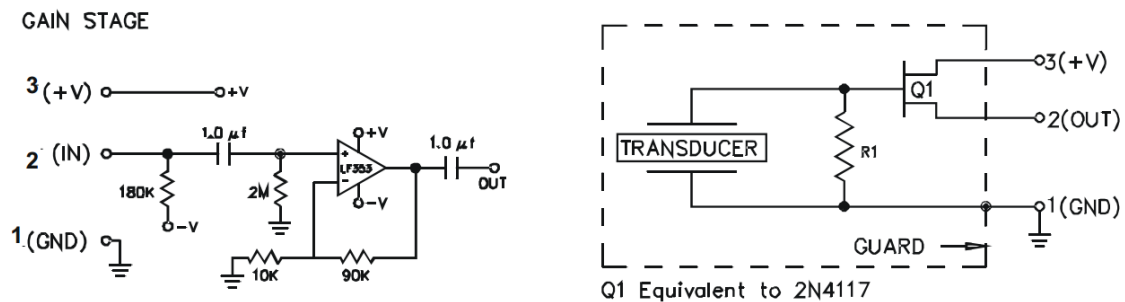 GAIN STAGE
3 (+V)
+V
1.0 µf
2 (IN)
+V
1.0 µf
+
LF353
-
OUT
180K
2M
-V
-V
1 (GND)
10K
90K
3(+V)
Q1
2(OUT)
TRANSDUCER
R1
1(GND)
GUARD
Q1 Equivalent to 2N4117